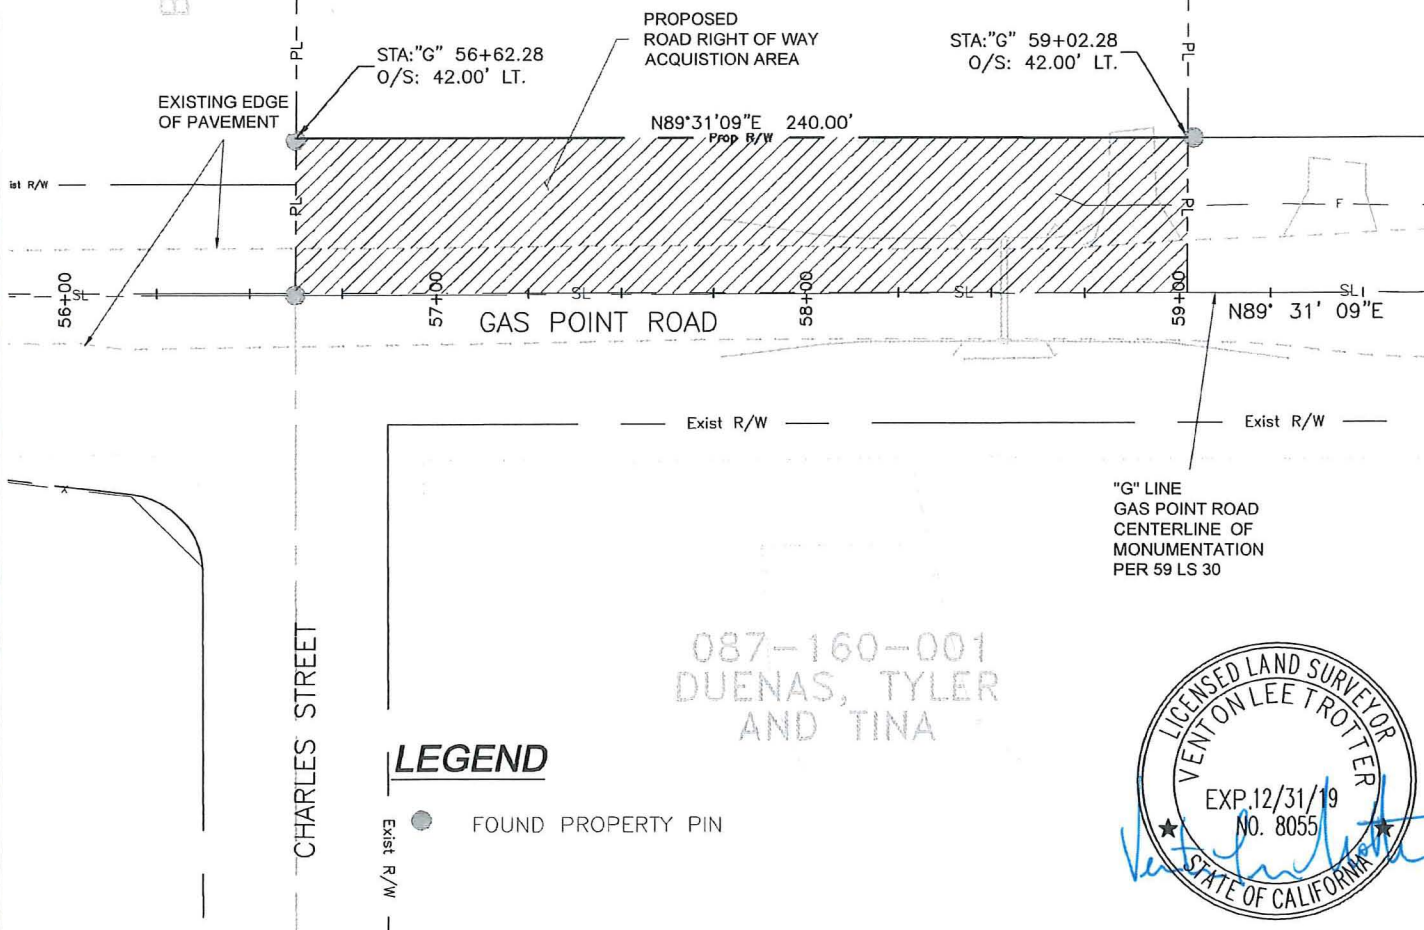 PL
PL
PROPOSED
ROAD RIGHT OF WAY
ACQUISTION AREA
STA:"G" 56+62.28
O/S: 42.00' LT.
STA:"G" 59+02.28
O/S: 42.00' LT.
EXISTING EDGE
OF PAVEMENT
N89°31'09"E 240.00'
Prop R/W
ist R/W
PL
PL
F
56+00
SL
57+00
SL
58+00
SL
59+00
SL
GAS POINT ROAD
N89° 31' 09"E
Exist R/W
Exist R/W
X
"G" LINE
GAS POINT ROAD
CENTERLINE OF
MONUMENTATION
PER 59 LS 30
087-160-001
DUENAS, TYLER
AND TINA
CHARLES STREET
LEGEND
FOUND PROPERTY PIN
Exist R/W
LICENSED LAND SURVEYOR
VENTON LEE TROTTER
EXP.12/31/19
NO. 8055
STATE OF CALIFORNIA